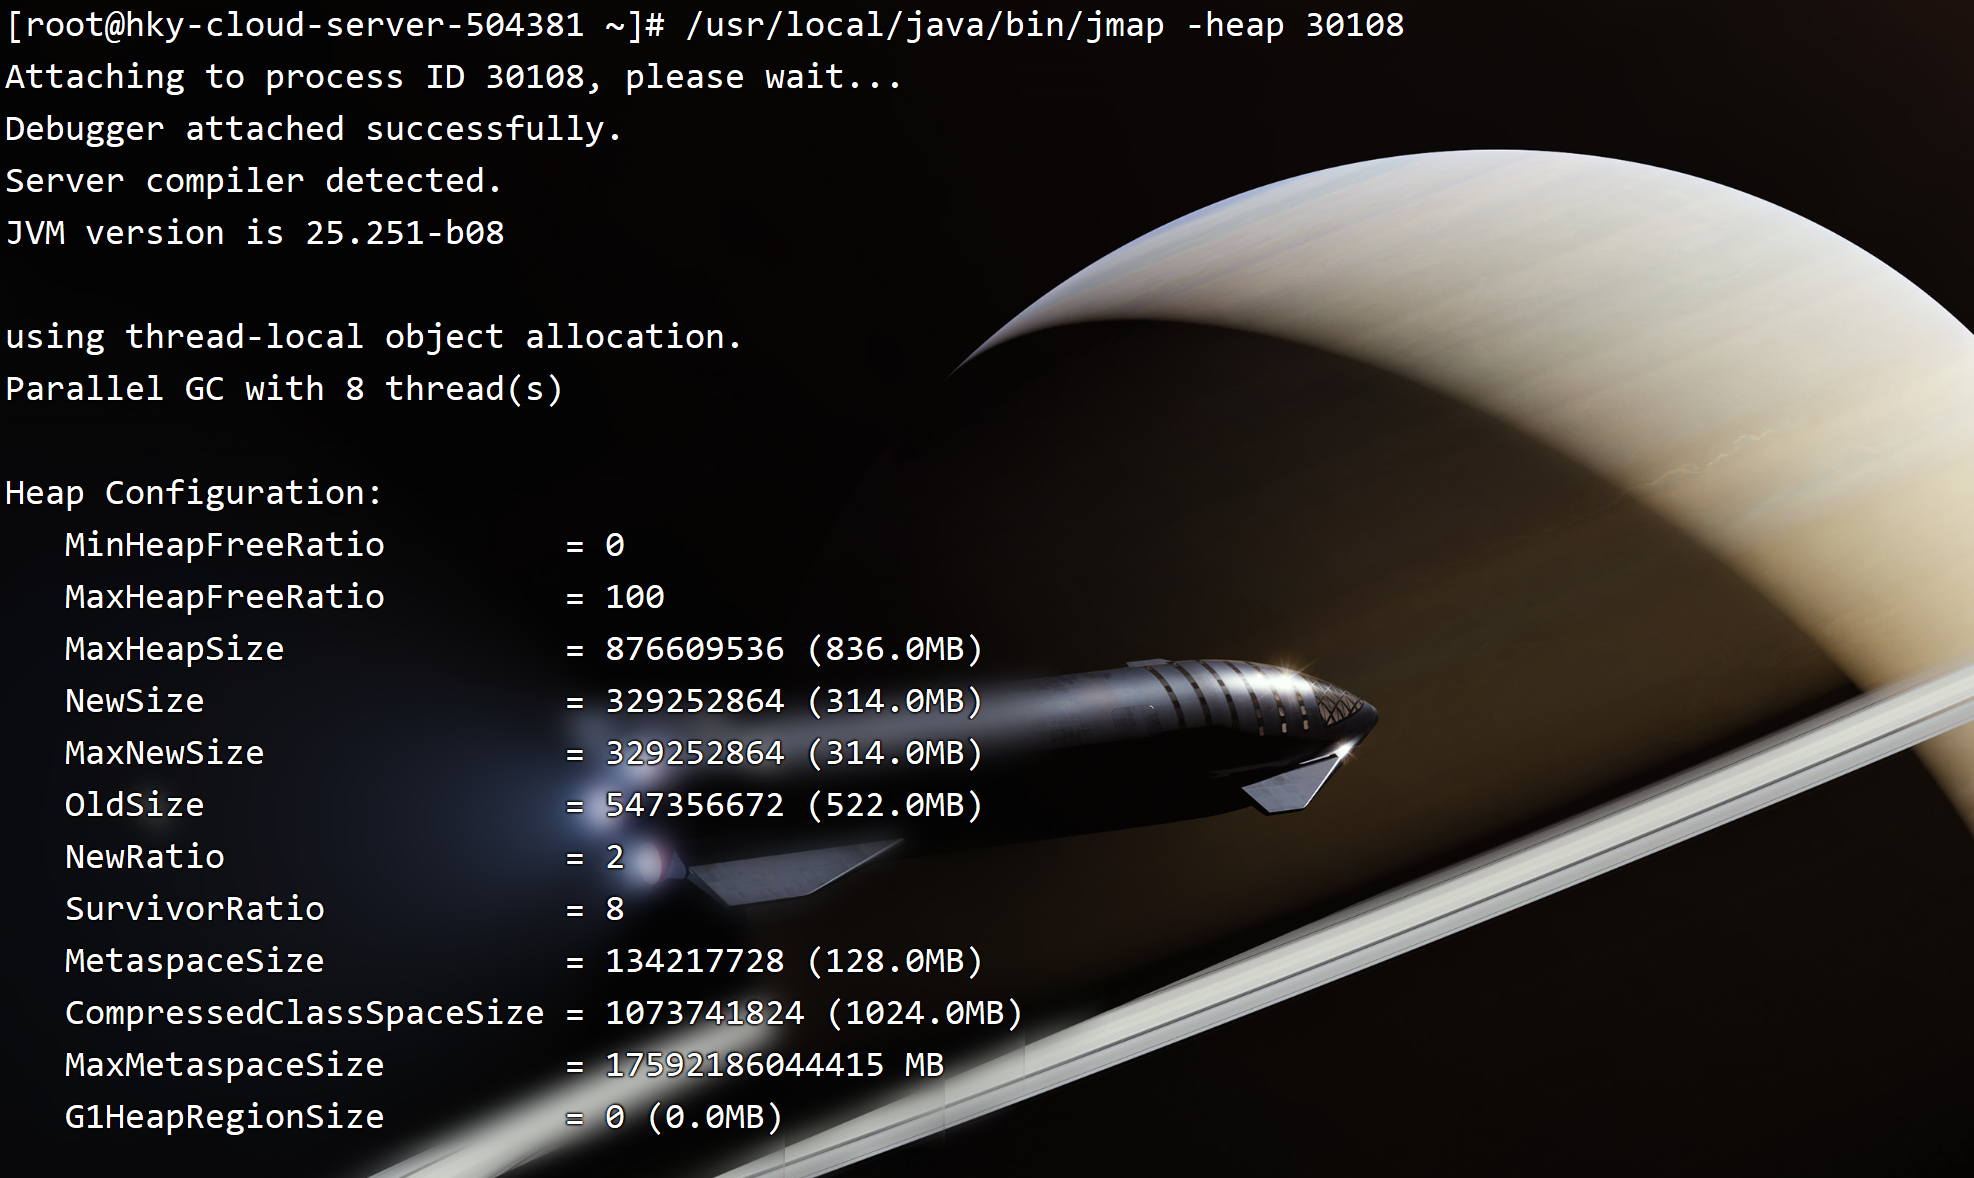 [root@hky-cloud-server-504381 ~]# /usr/local/java/bin/jmap -heap 30108
Attaching to process ID 30108, please wait...
Debugger attached successfully.
Server compiler detected.
JVM version is 25.251-b08
using thread-local object allocation.
Parallel GC with 8 thread(s)
Heap Configuration:
   MinHeapFreeRatio         = 0
   MaxHeapFreeRatio         = 100
   MaxHeapSize              = 876609536 (836.0MB)
   NewSize                  = 329252864 (314.0MB)
   MaxNewSize               = 329252864 (314.0MB)
   OldSize                  = 547356672 (522.0MB)
   NewRatio                 = 2
   SurvivorRatio            = 8
   MetaspaceSize            = 134217728 (128.0MB)
   CompressedClassSpaceSize = 1073741824 (1024.0MB)
   MaxMetaspaceSize         = 17592186044415 MB
   G1HeapRegionSize         = 0 (0.0MB)